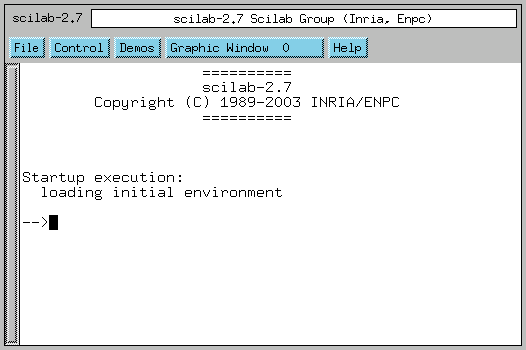 scilab-2.7 scilab-2.7 Scilab Group (Inria, Enpc)
File Control Demos Graphic Window 0 Help
==========
scilab-2.7
Copyright (C) 1989-2003 INRIA/ENPC
==========
Startup execution:
loading initial environment
-->